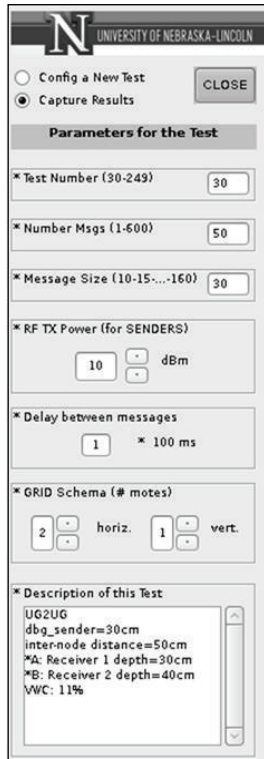 N
UNIVERSITY OF NEBRASKA-LINCOLN
Config a New Test
Capture Results
CLOSE
Parameters for the Test
* Test Number (30-249) 30
* Number Msgs (1-600) 50
* Message Size (10-15-...-160) 30
* RF TX Power (for SENDERS)
10 dBm
* Delay between messages
1 * 100 ms
* GRID Schema (# motes)
2 horiz. 1 vert.
* Description of this Test
UG2UG
dbg_sender=30cm
inter-node distance=50cm
*A: Receiver 1 depth=30cm
*B: Receiver 2 depth=40cm
VWC: 11%